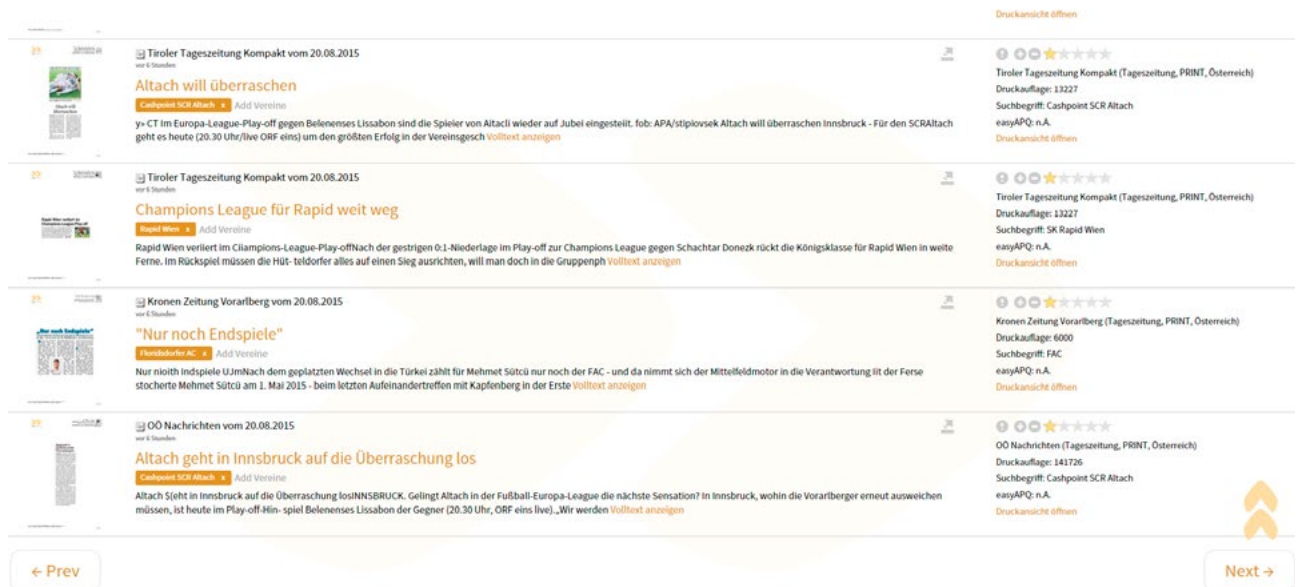 Druckansicht öffnen
Tiroler Tageszeitung Kompakt vom 20.08.2015
vor 6 Stunden
Altach will überraschen
Cashpoint SCR Altach x Add Vereine
y» CT Im Europa-League-Play-off gegen Belenenses Lissabon sind die Spieier von Aitacli wieder auf Jubei eingesteiit. fob: APA/stiplovsek Altach will überraschen Innsbruck - Für den SCRAltach
geht es heute (20.30 Uhr/live ORF eins) um den größten Erfolg in der Vereinsgesch Volltext anzeigen
Tiroler Tageszeitung Kompakt (Tageszeitung, PRINT, Österreich)
Druckauflage: 13227
Suchbegriff: Cashpoint SCR Altach
easyAPQ: n.A.
Druckansicht öffnen
Tiroler Tageszeitung Kompakt vom 20.08.2015
vor 6 Stunden
Champions League für Rapid weit weg
Rapid Wien x Add Vereine
Rapid Wien verliert im Cliampions-League-Play-offNach der gestrigen 0:1-Niederlage im Play-off zur Champions League gegen Schachtar Donezk rückt die Königsklasse für Rapid Wien in weite
Ferne. Im Rückspiel müssen die Hüt- teldorfer alles auf einen Sieg ausrichten, will man doch in die Gruppenph Volltext anzeigen
Tiroler Tageszeitung Kompakt (Tageszeitung, PRINT, Österreich)
Druckauflage: 13227
Suchbegriff: SK Rapid Wien
easyAPQ: n.A.
Druckansicht öffnen
Kronen Zeitung Vorarlberg vom 20.08.2015
vor 6 Stunden
"Nur noch Endspiele"
Floridsdorfer AC x Add Vereine
Nur nioith Indspiele UJmNach dem geplatzten Wechsel in die Türkei zählt für Mehmet Sütcü nur noch der FAC - und da nimmt sich der Mittelfeldmotor in die Verantwortung lit der Ferse
stocherte Mehmet Sütcü am 1. Mai 2015 - beim letzten Aufeinandertreffen mit Kapfenberg in der Erste Volltext anzeigen
Kronen Zeitung Vorarlberg (Tageszeitung, PRINT, Österreich)
Druckauflage: 6000
Suchbegriff: FAC
easyAPQ: n.A.
Druckansicht öffnen
OÖ Nachrichten vom 20.08.2015
vor 6 Stunden
Altach geht in Innsbruck auf die Überraschung los
Cashpoint SCR Altach x Add Vereine
Altach S(eht in Innsbruck auf die Überraschung losINNSBRUCK. Gelingt Altach in der Fußball-Europa-League die nächste Sensation? In Innsbruck, wohin die Vorarlberger erneut ausweichen
müssen, ist heute im Play-off-Hin- spiel Belenenses Lissabon der Gegner (20.30 Uhr, ORF eins live).„Wir werden Volltext anzeigen
OÖ Nachrichten (Tageszeitung, PRINT, Österreich)
Druckauflage: 141726
Suchbegriff: Cashpoint SCR Altach
easyAPQ: n.A.
Druckansicht öffnen
← Prev
Next →